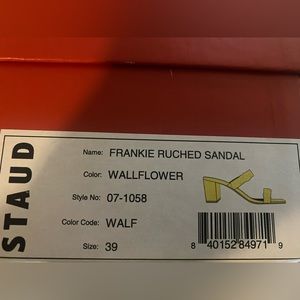 STAUD
Name: FRANKIE RUCHED SANDAL
Color: WALLFLOWER
Style No: 07-1058
Color Code: WALF
Size: 39
8 40152 84971 9